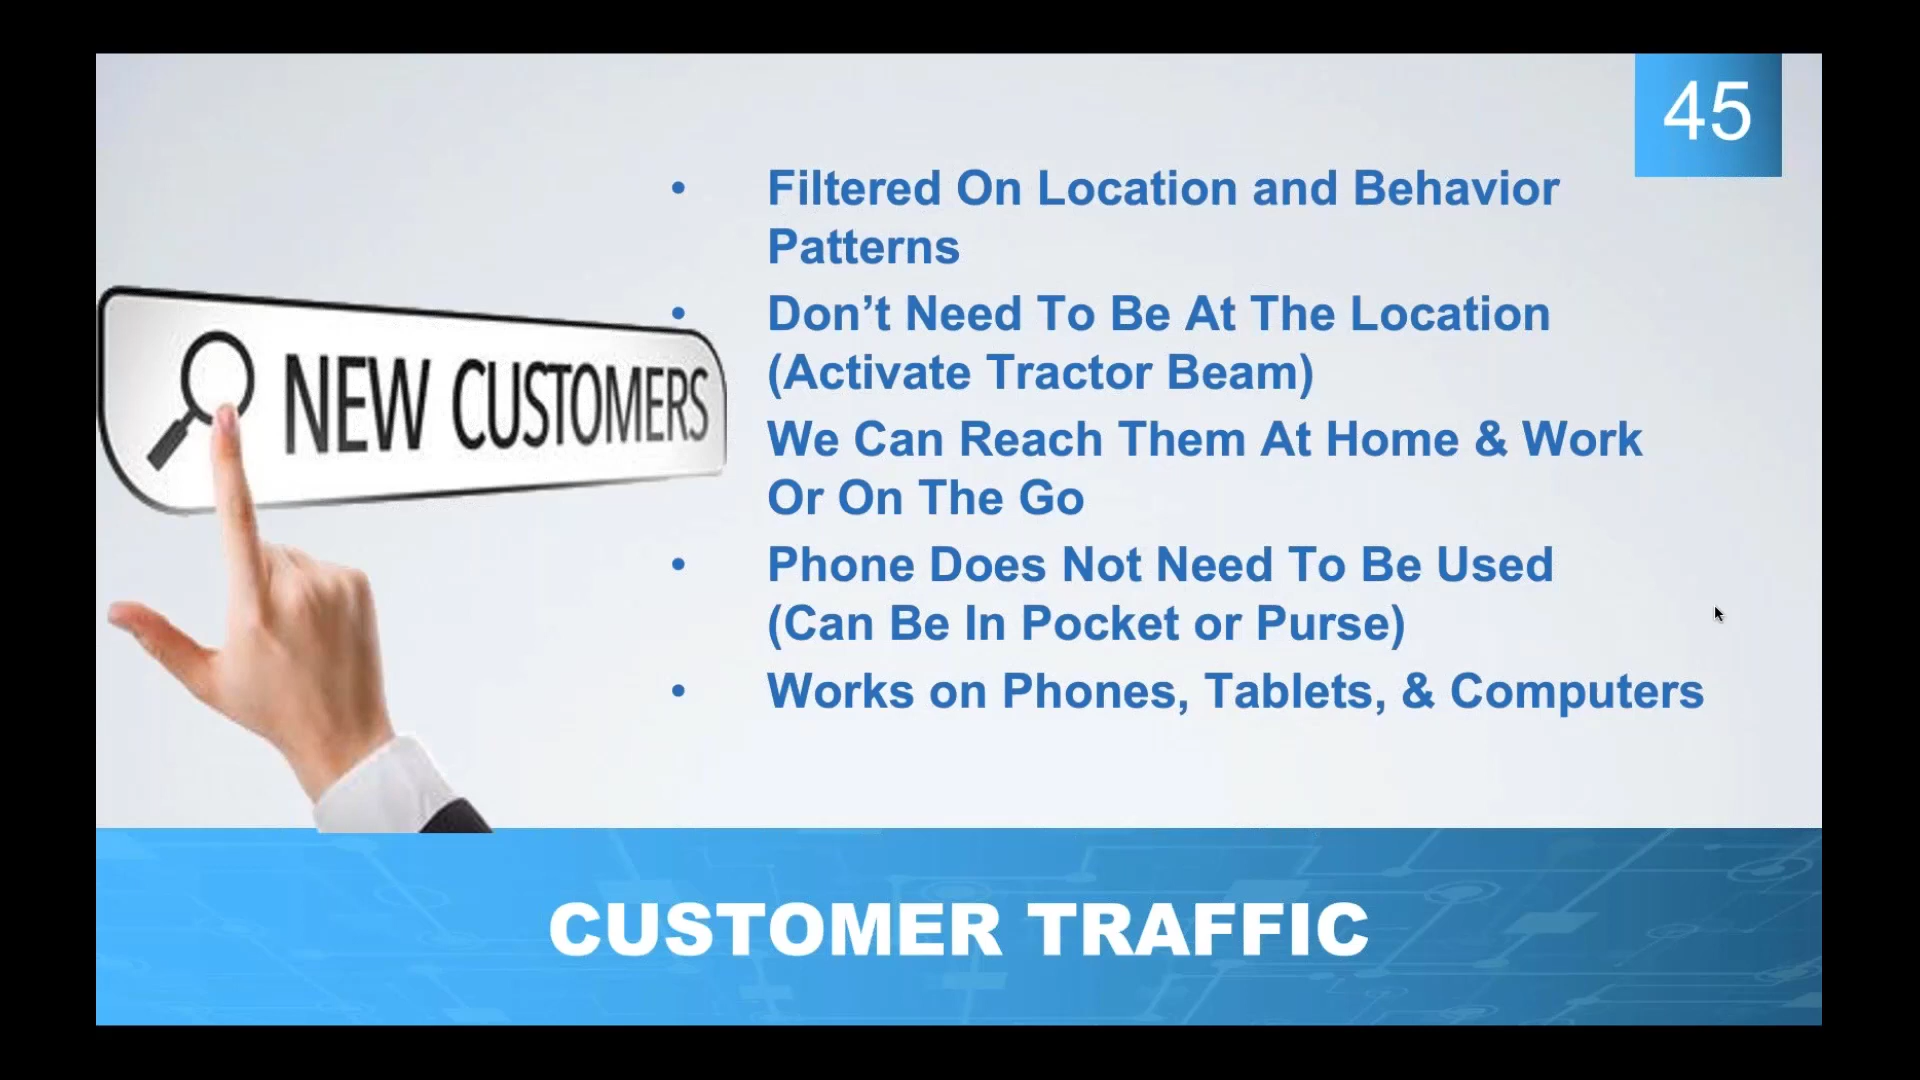 45
• Filtered On Location and Behavior
Patterns
• Don’t Need To Be At The Location
(Activate Tractor Beam)
We Can Reach Them At Home & Work
Or On The Go
• Phone Does Not Need To Be Used
(Can Be In Pocket or Purse)
• Works on Phones, Tablets, & Computers
NEW CUSTOMERS
CUSTOMER TRAFFIC